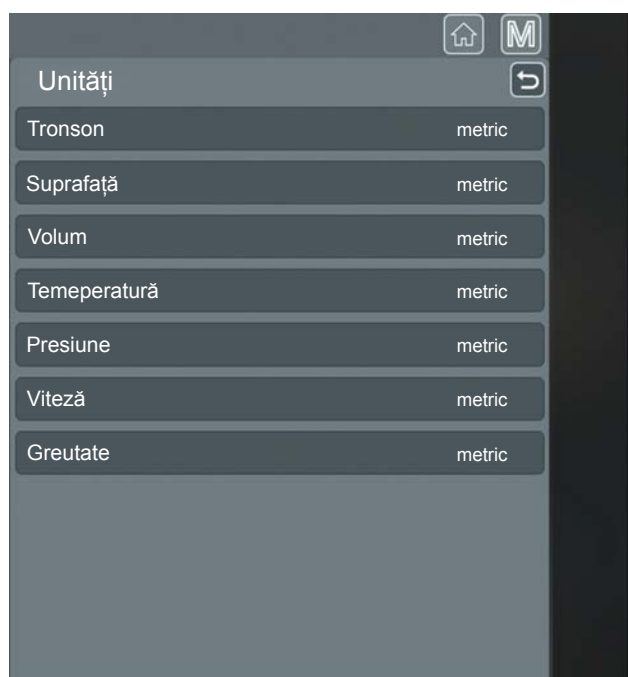 M
Unități
Tronson metric
Suprafață metric
Volum metric
Temeperatură metric
Presiune metric
Viteză metric
Greutate metric